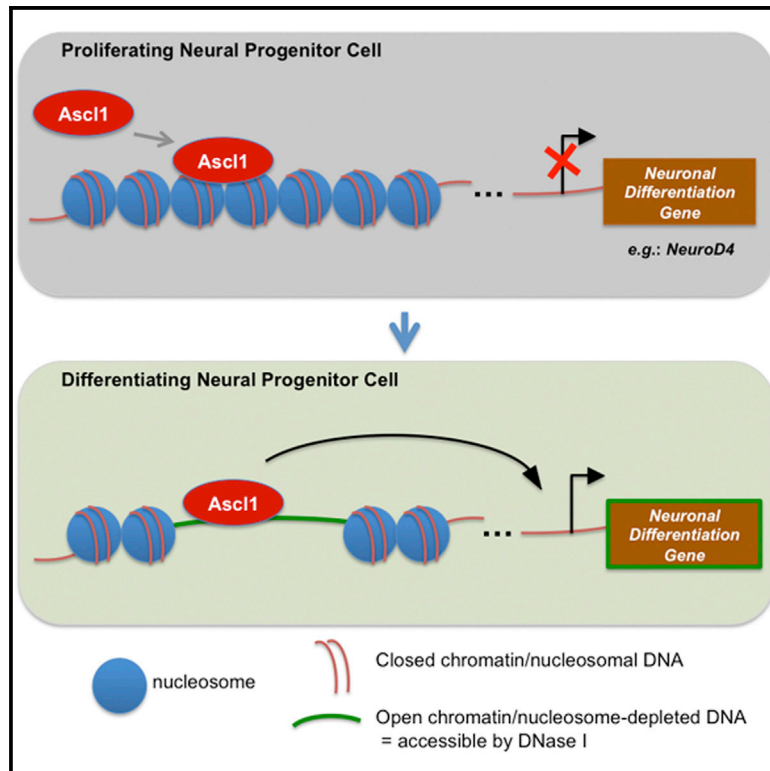 Proliferating Neural Progenitor Cell
Ascl1
Ascl1
...
Neuronal
Differentiation
Gene
e.g.: NeuroD4
Differentiating Neural Progenitor Cell
Ascl1
...
Neuronal
Differentiation
Gene
nucleosome
Closed chromatin/nucleosomal DNA
Open chromatin/nucleosome-depleted DNA
= accessible by DNase I